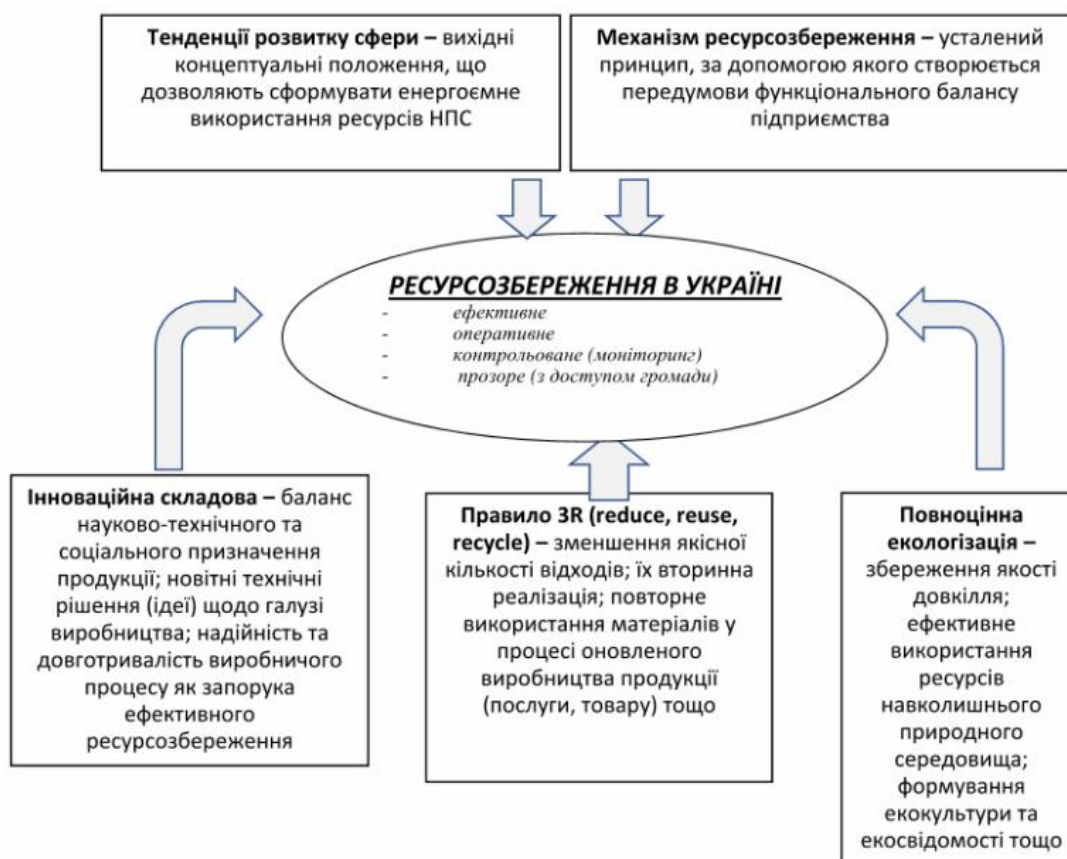 Тенденції розвитку сфери – вихідні
концептуальні положення, що
дозволяють сформувати енергоємне
використання ресурсів НПС
Механізм ресурсозбереження – усталений
принцип, за допомогою якого створюється
передумови функціонального балансу
підприємства
РЕСУРСОЗБЕРЕЖЕННЯ В УКРАЇНІ
- ефективне
- оперативне
- контрольоване (моніторинг)
- прозоре (з доступом громади)
Інноваційна складова – баланс
науково-технічного та
соціального призначення
продукції; новітні технічні
рішення (ідеї) щодо галузі
виробництва; надійність та
довготривалість виробничого
процесу як запорука
ефективного
ресурсозбереження
Правило 3R (reduce, reuse,
recycle) – зменшення якісної
кількості відходів; їх вторинна
реалізація; повторне
використання матеріалів у
процесі оновленого
виробництва продукції
(послуги, товару) тощо
Повноцінна
екологізація –
збереження якості
довкілля;
ефективне
використання
ресурсів
навколишнього
природного
середовища;
формування
екокультури та
екосвідомості тощо